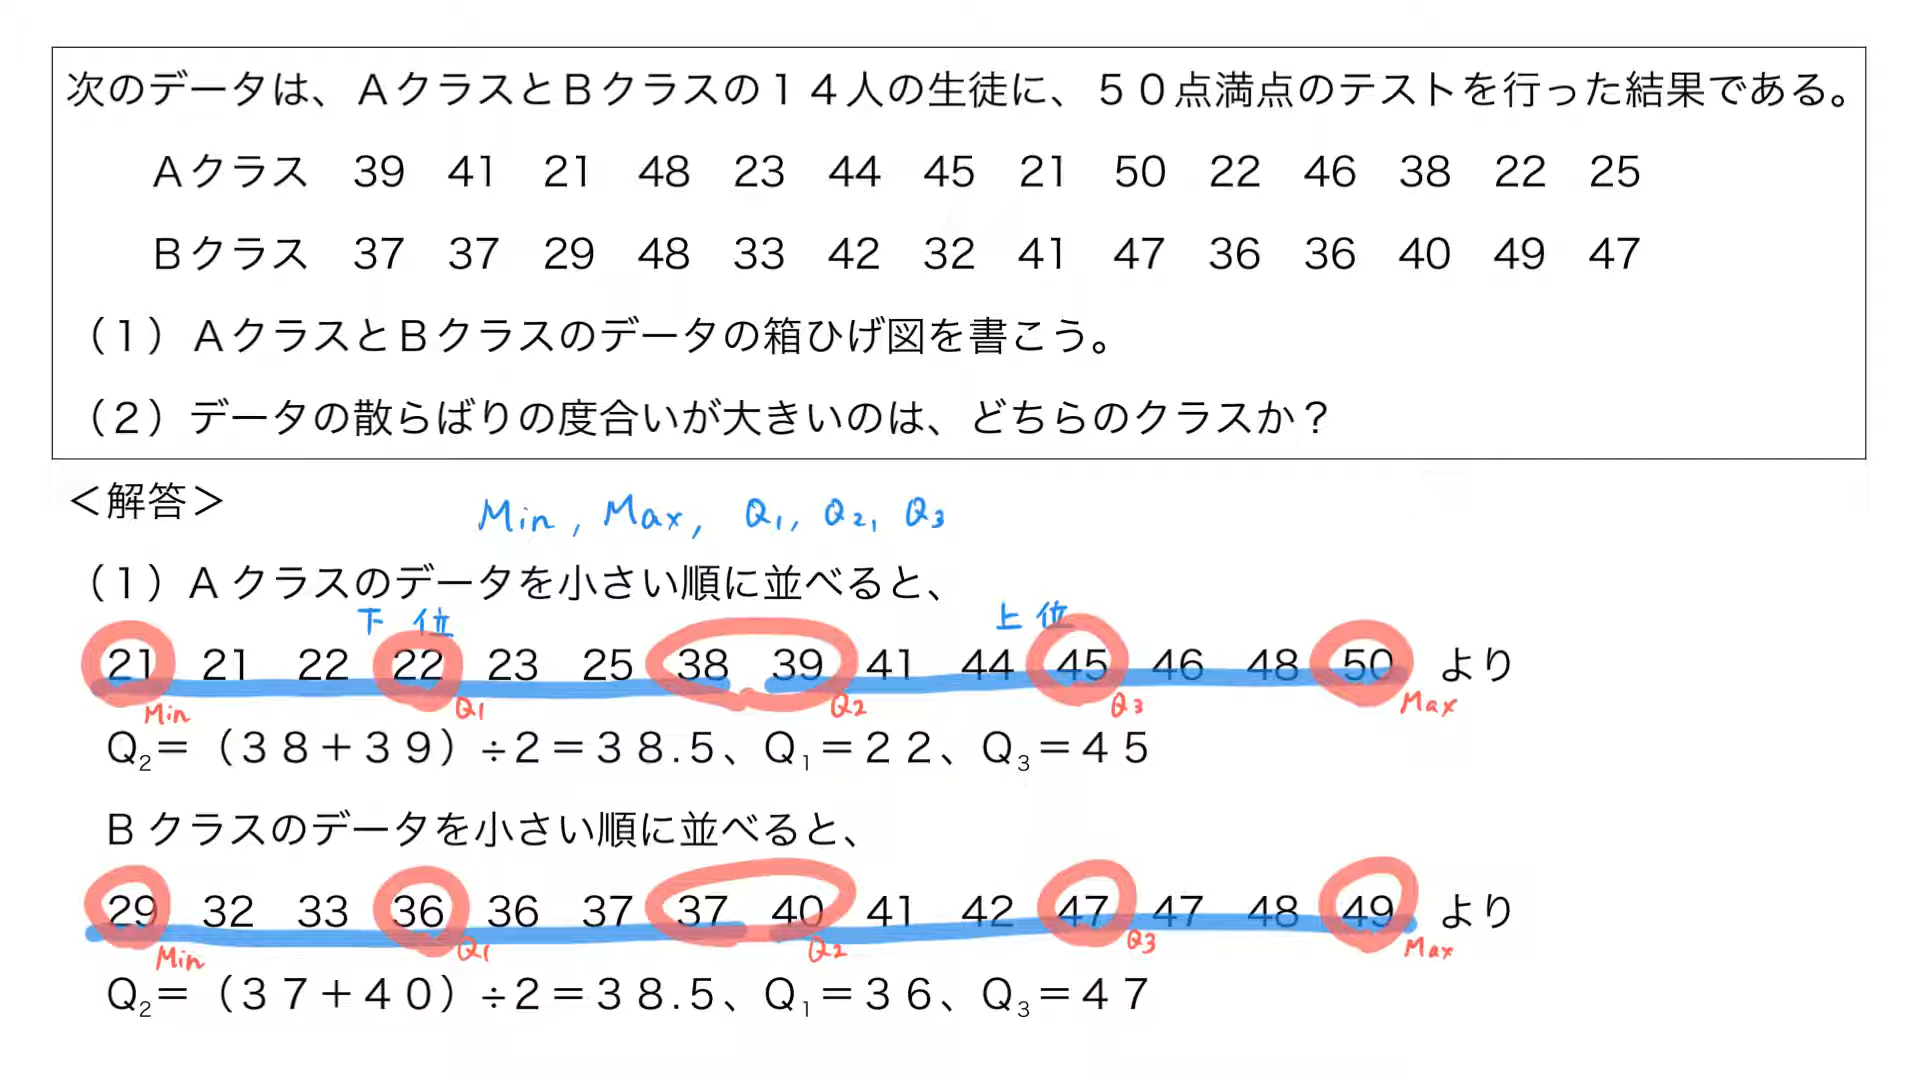 次のデータは、ＡクラスとＢクラスの１４人の生徒に、５０点満点のテストを行った結果である。
Ａクラス 39 41 21 48 23 44 45 21 50 22 46 38 22 25
Ｂクラス 37 37 29 48 33 42 32 41 47 36 36 40 49 47
（１）ＡクラスとＢクラスのデータの箱ひげ図を書こう。
（２）データの散らばりの度合いが大きいのは、どちらのクラスか？
＜解答＞
Min, Max, Q₁, Q₂, Q₃
（１）Ａクラスのデータを小さい順に並べると、
下位 上位
21 21 22 22 23 25 38 39 41 44 45 46 48 50 より
Min Q₁ Q₂ Q₃ Max
Q₂＝（３８＋３９）÷2＝３８.５、Q₁＝２２、Q₃＝４５
Ｂクラスのデータを小さい順に並べると、
29 32 33 36 36 37 37 40 41 42 47 47 48 49 より
Min Q₁ Q₂ Q₃ Max
Q₂＝（３７＋４０）÷2＝３８.５、Q₁＝３６、Q₃＝４７